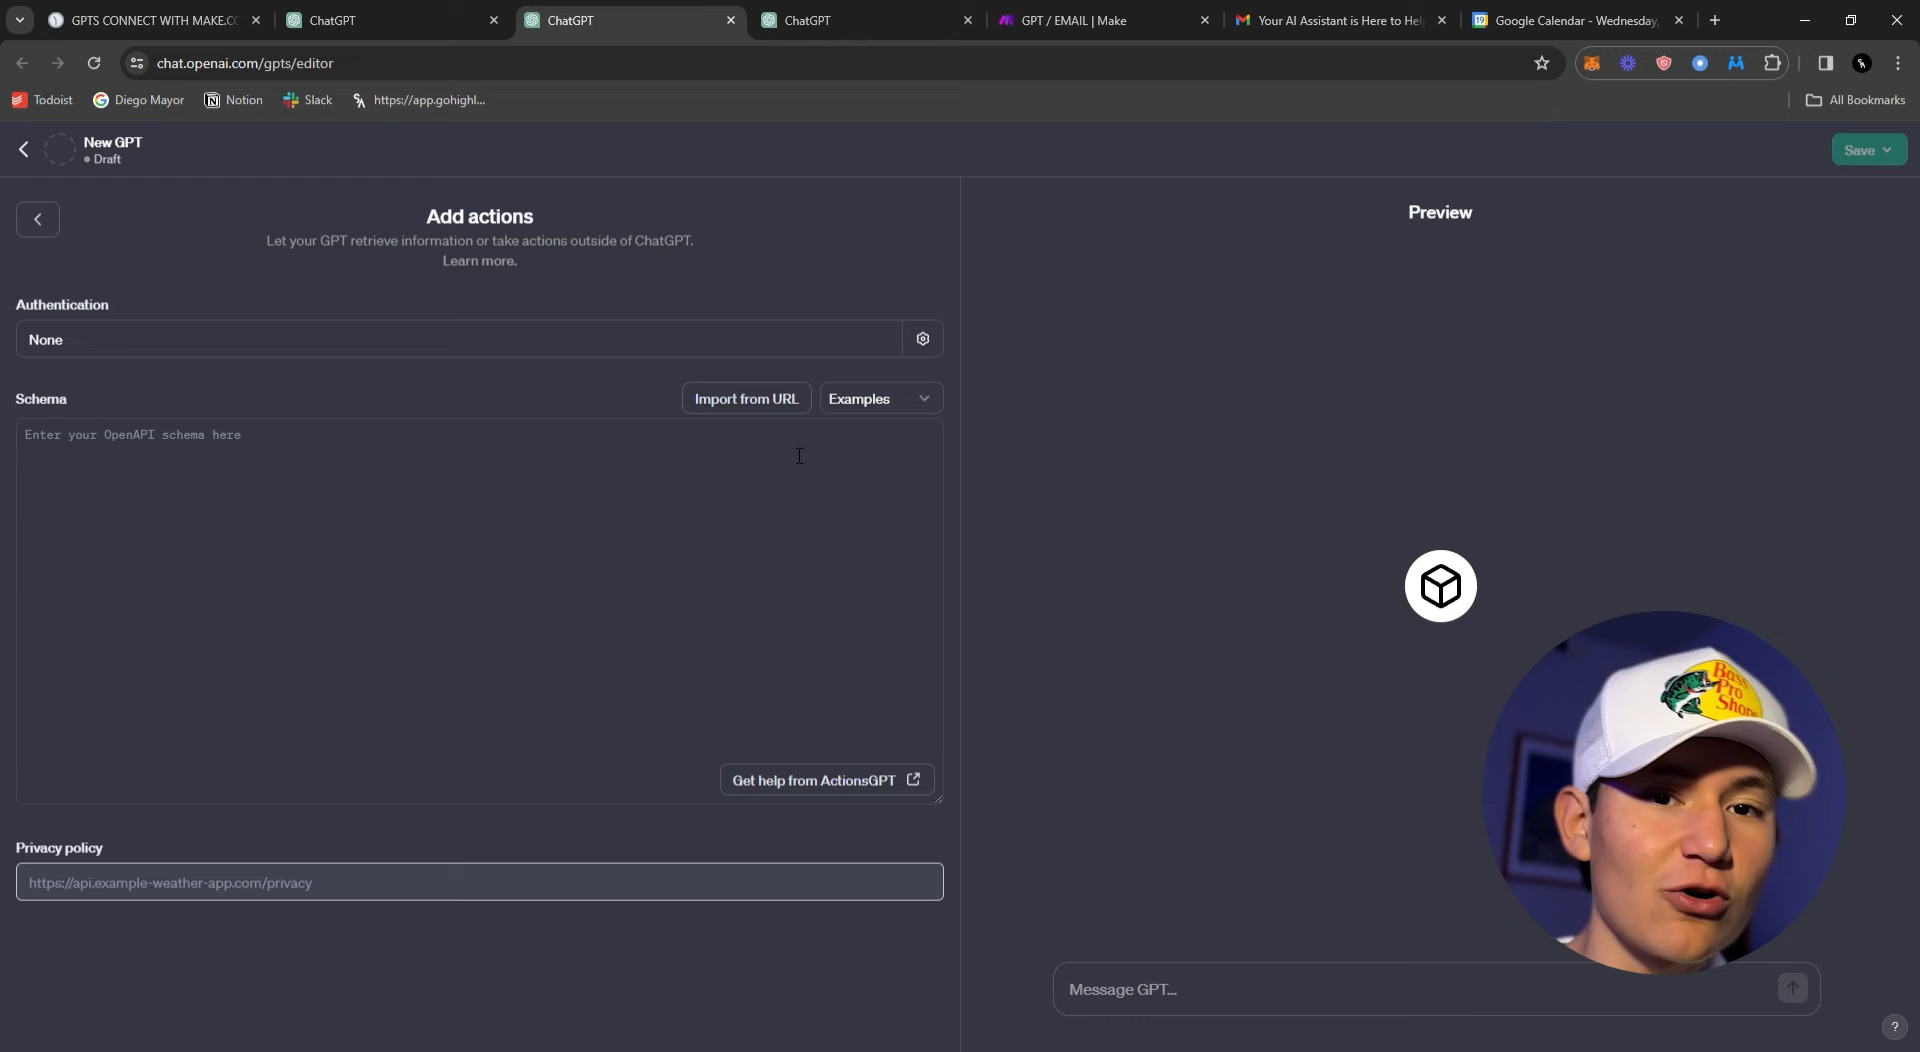 GPTS CONNECT WITH MAKE.CO
ChatGPT
ChatGPT
ChatGPT
GPT / EMAIL | Make
Your AI Assistant is Here to Hel
Google Calendar - Wednesday,
chat.openai.com/gpts/editor
Todoist
Diego Mayor
Notion
Slack
https://app.gohighl...
All Bookmarks
New GPT
Draft
Save
Add actions
Let your GPT retrieve information or take actions outside of ChatGPT.
Learn more.
Authentication
None
Schema
Import from URL
Examples
Enter your OpenAPI schema here
Get help from ActionsGPT
Privacy policy
https://api.example-weather-app.com/privacy
Preview
Bass
Pro
Shops
Message GPT...
?